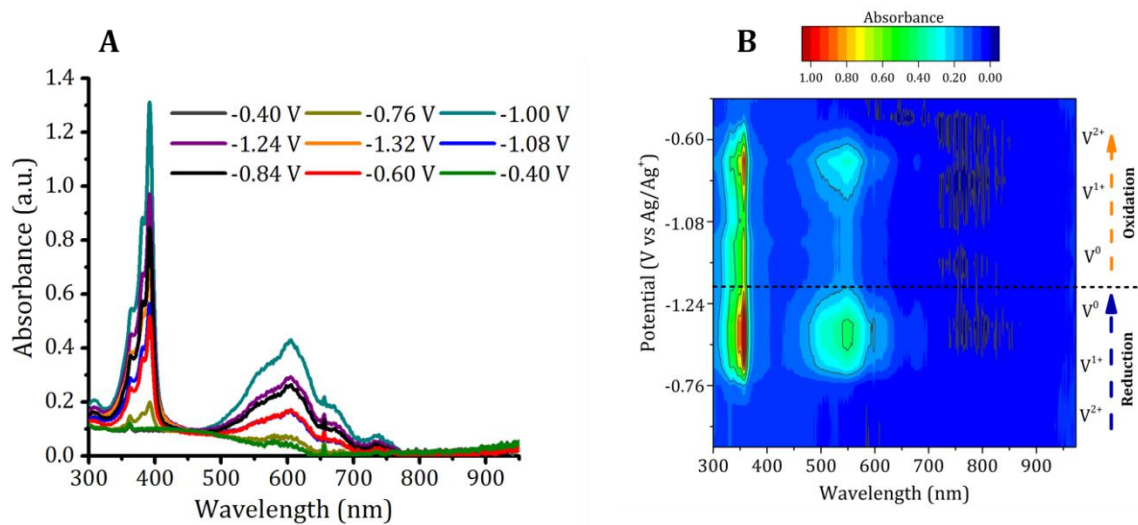 A
1.4
1.2
1.0
0.8
0.6
0.4
0.2
0.0
Absorbance (a.u.)
-0.40 V -0.76 V -1.00 V
-1.24 V -1.32 V -1.08 V
-0.84 V -0.60 V -0.40 V
300 400 500 600 700 800 900
Wavelength (nm)
B
Absorbance
1.00 0.80 0.60 0.40 0.20 0.00
Potential (V vs Ag/Ag⁺)
-0.60
-1.08
-1.24
-0.76
V²⁺
V¹⁺
V⁰
Oxidation
V⁰
V¹⁺
V²⁺
Reduction
300 400 500 600 700 800 900
Wavelength (nm)